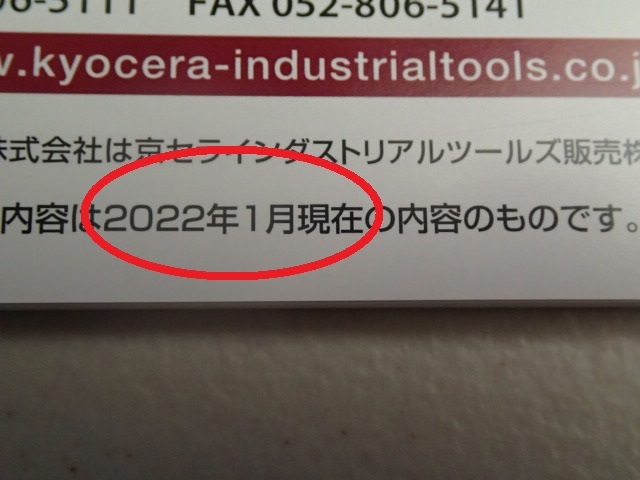 06-5111 FAX 052-806-5141
w.kyocera-industrialtools.co.j
株式会社は京セラインダストリアルツールズ販売株
内容は2022年1月現在の内容のものです。